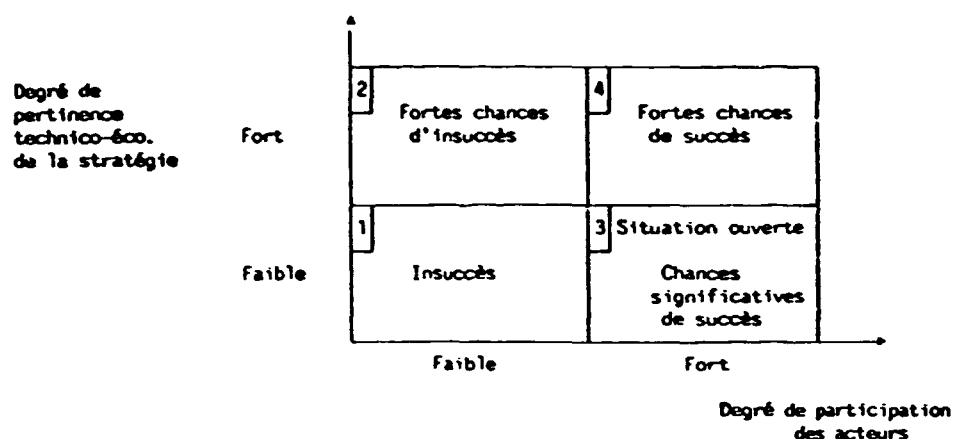 Degré de
pertinence
technico-éco.
de la stratégie
Fort
2
Fortes chances
d'insuccès
4
Fortes chances
de succès
Faible
1
Insuccès
3
Situation ouverte
Chances
significatives
de succès
Faible
Fort
Degré de participation
des acteurs